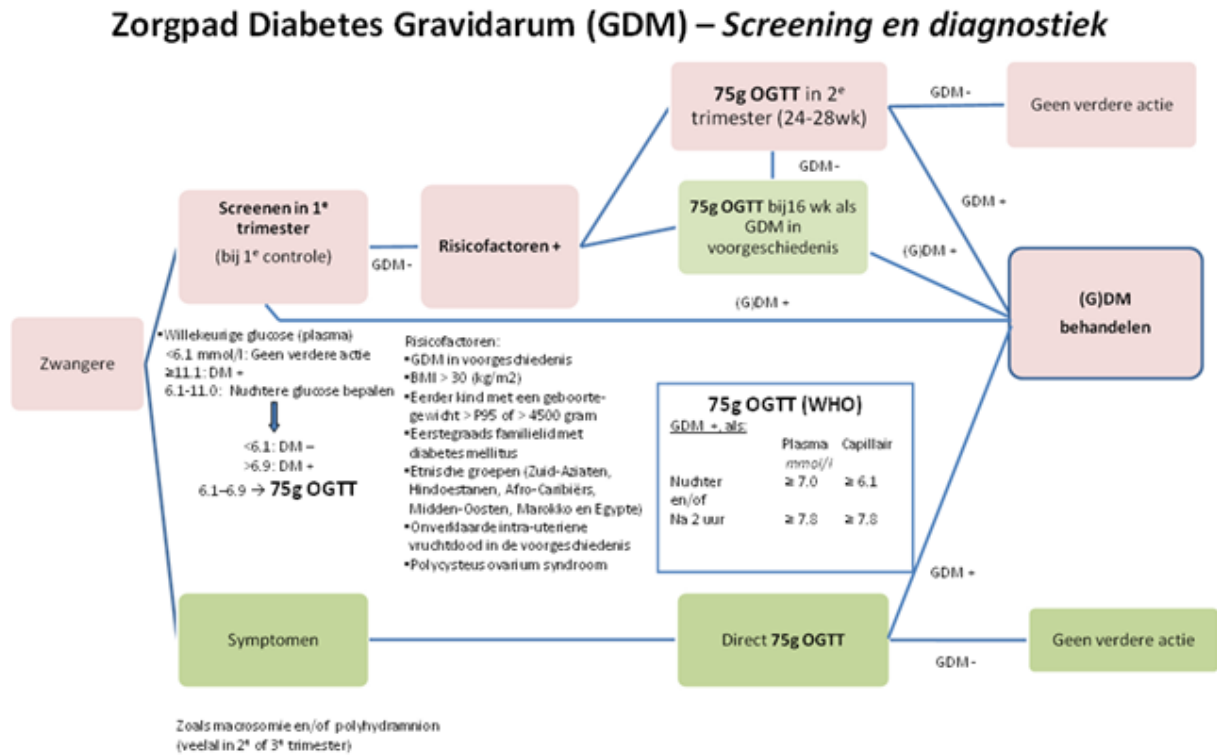 Zorgpad Diabetes Gravidarum (GDM) – Screening en diagnostiek
75g OGTT in 2e
trimester (24-28wk)
GDM-
Geen verdere actie
GDM-
Screenen in 1e
trimester
(bij 1e controle)
GDM-
Risicofactoren +
75g OGTT bij16 wk als
GDM in
voorgeschiedenis
GDM +
(G)DM +
(G)DM +
(G)DM
behandelen
Zwangere
▪Willekeurige glucose (plasma)
<6.1 mmol/l: Geen verdere actie
≥11.1: DM +
6.1-11.0: Nuchtere glucose bepalen
<6.1: DM –
>6.9: DM +
6.1–6.9 → 75g OGTT
Risicofactoren:
▪GDM in voorgeschiedenis
▪BMI > 30 (kg/m2)
▪Eerder kind met een geboorte-
gewicht > P95 of > 4500 gram
▪Eerstegraads familielid met
diabetes mellitus
▪Etnische groepen (Zuid-Aziaten,
Hindoestanen, Afro-Caribiërs,
Midden-Oosten, Marokko en Egypte)
▪Onverklaarde intra-uteriene
vruchtdood in de voorgeschiedenis
▪Polycysteus ovarium syndroom
75g OGTT (WHO)
GDM +, als:
Plasma Capillair
mmol/l
Nuchter ≥ 7.0 ≥ 6.1
en/of
Na 2 uur ≥ 7.8 ≥ 7.8
GDM +
Symptomen
Direct 75g OGTT
GDM-
Geen verdere actie
Zoals macrosomie en/of polyhydramnion
(veelal in 2e of 3e trimester)